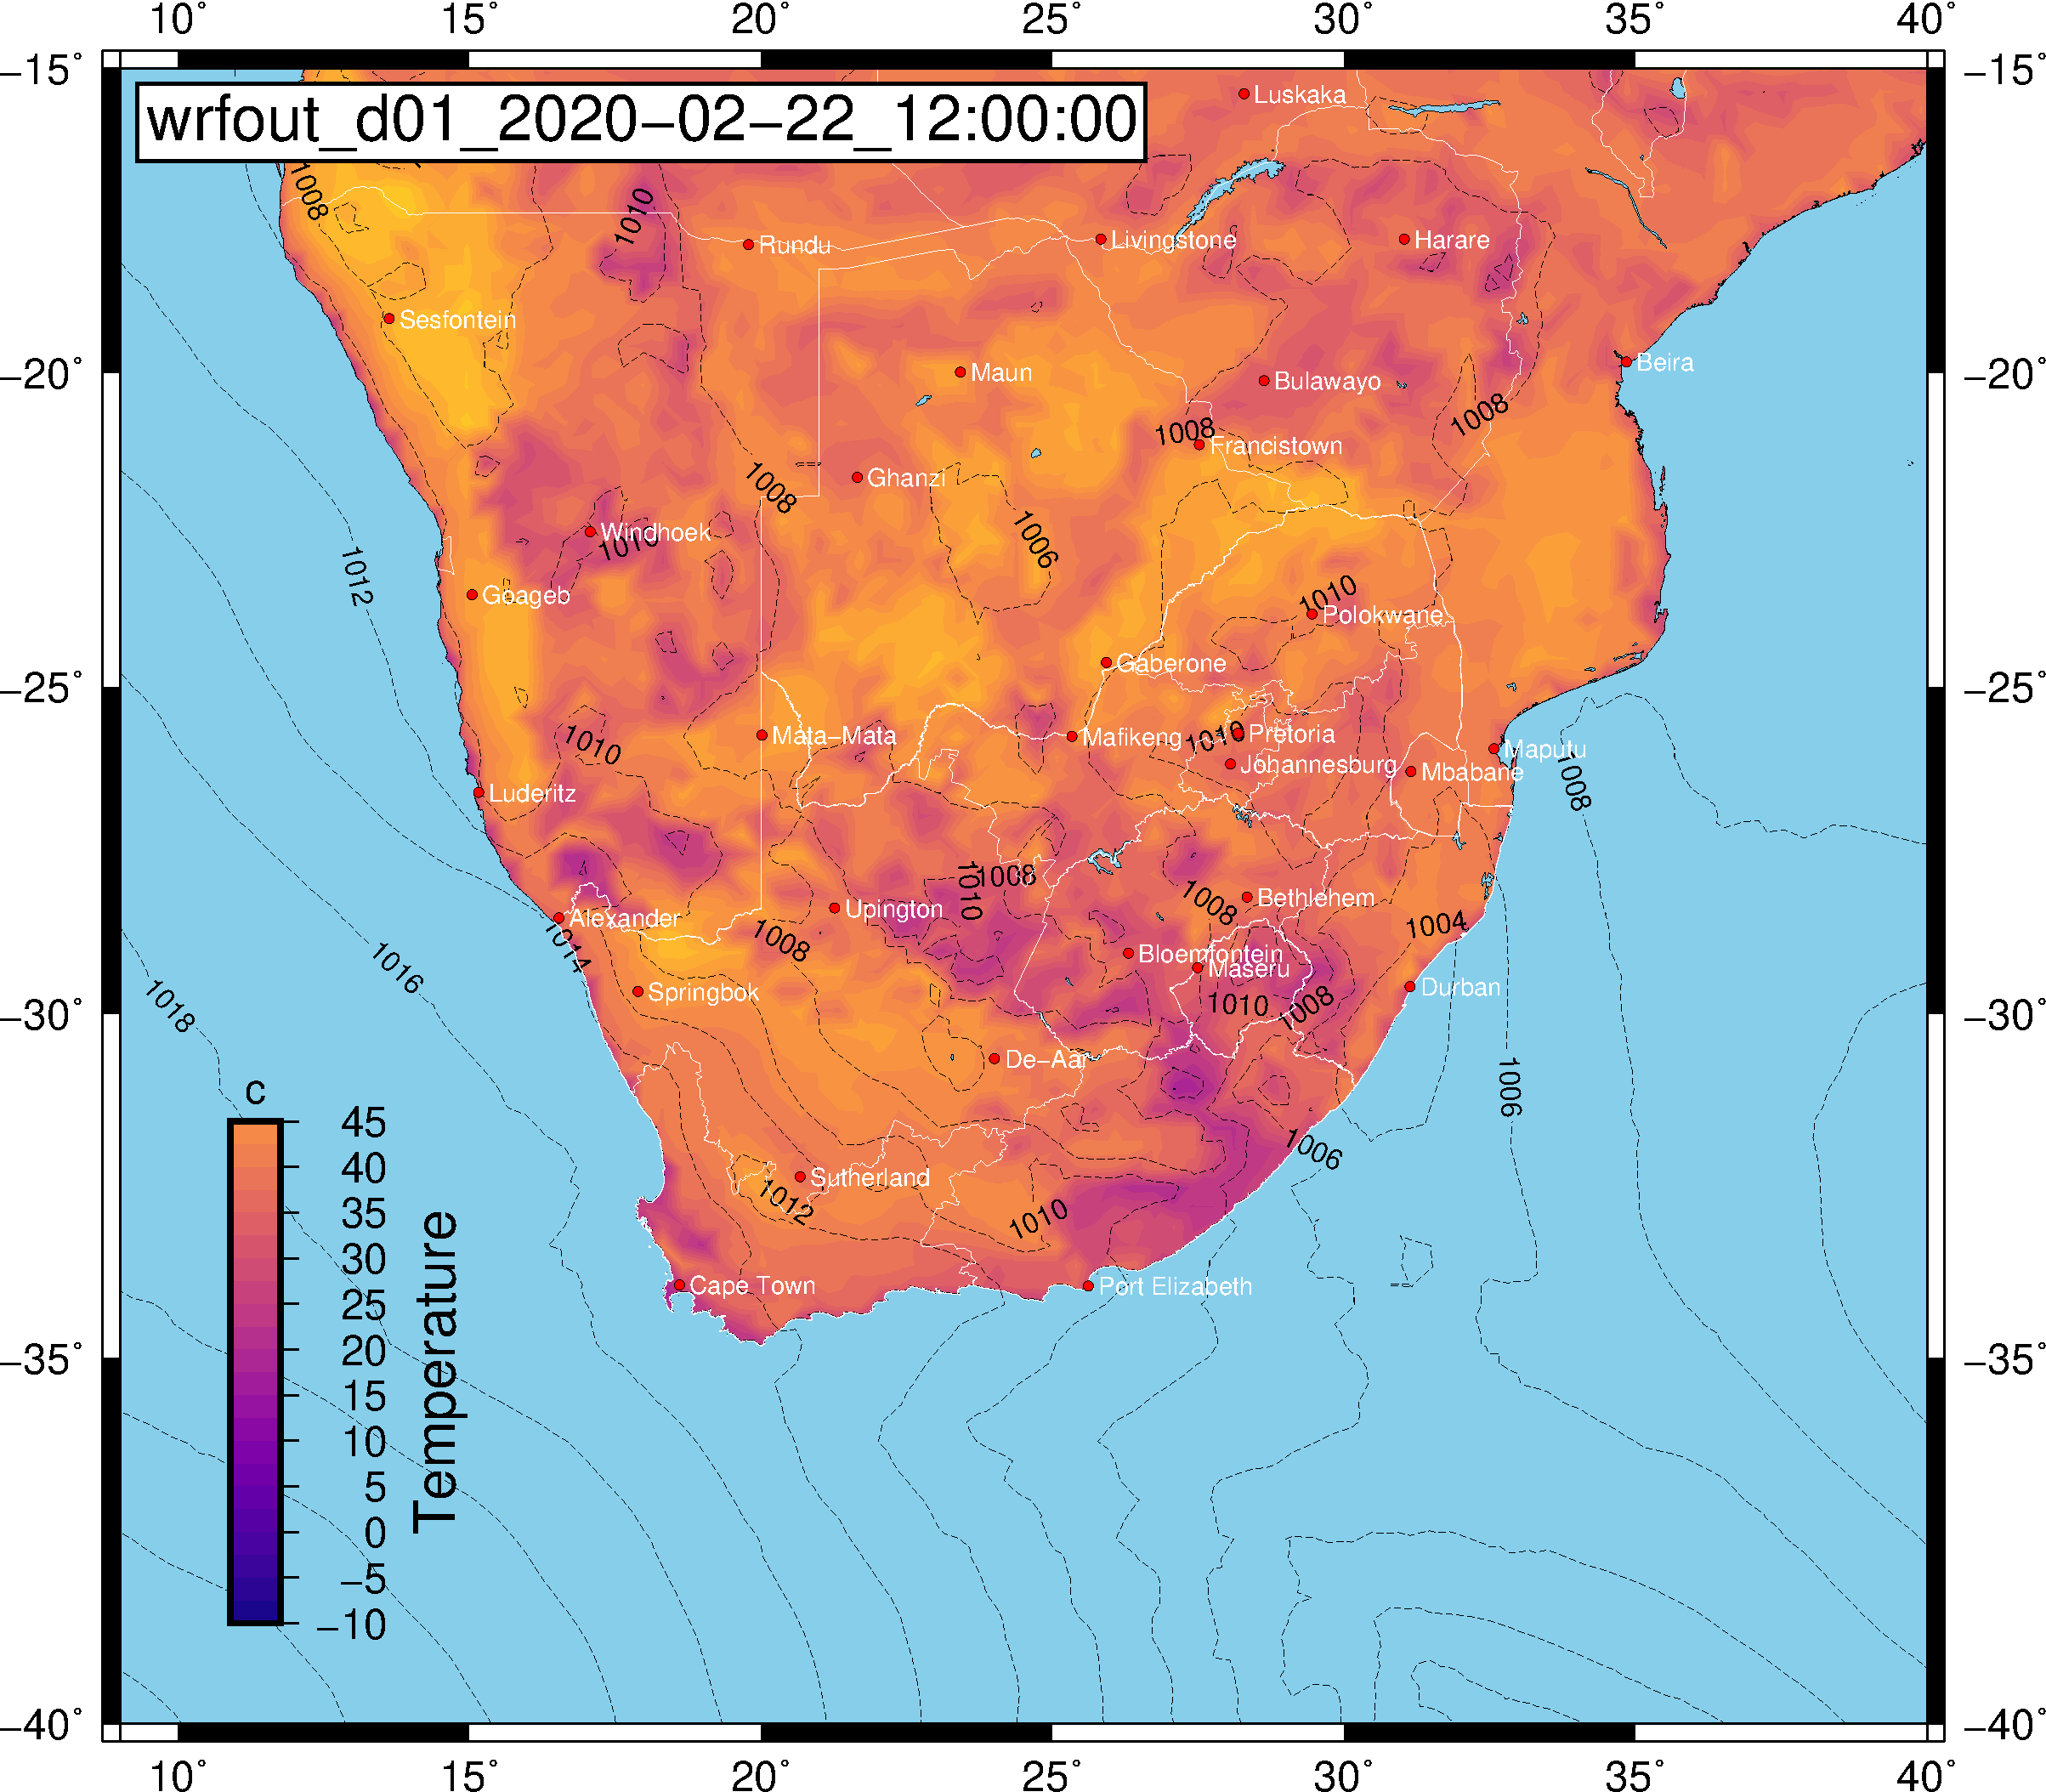 10° 15° 20° 25° 30° 35° 40°
−15° −15°
wrfout_d01_2020−02−22_12:00:00
Luskaka
1008
1010
Rundu
Livingstone
Harare
Sesfontein
Beira
−20° −20°
Maun
Bulawayo
1008
1008
Francistown
Ghanzi
1008
1006
Windhoek
1010
1012
Goageb
1010
Polokwane
Gaberone
−25° −25°
1010
Mata−Mata
Mafikeng
1010
Pretoria
Johannesburg
Mbabane
Maputu
1008
Luderitz
1010
1008
1008
Bethlehem
Upington
Alexander
1014
1008
1004
Bloemfontein
Maseru
1016
Springbok
1018
1010
1008
Durban
−30° −30°
De−Aar
1006
1006
c
45
40
35
30
25
20
15
10
5
0
−5
−10
Temperature
Sutherland
1012
1010
Cape Town
Port Elizabeth
−35° −35°
−40° −40°
10° 15° 20° 25° 30° 35° 40°